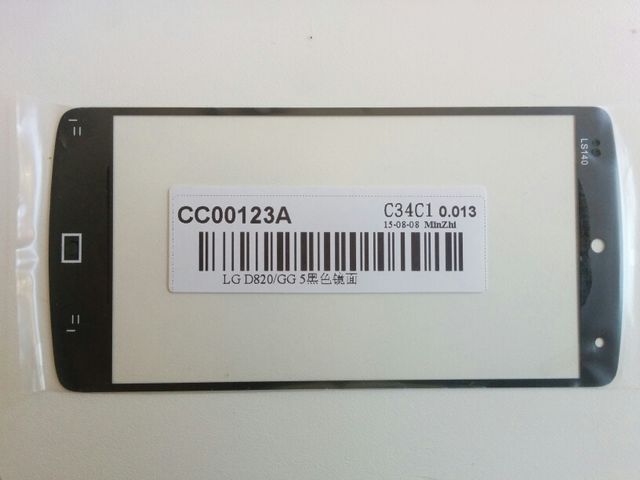 CC00123A C34C1 0.013
15-08-08 MinZhi
LG D820/GG 5黑色镜面
LS140